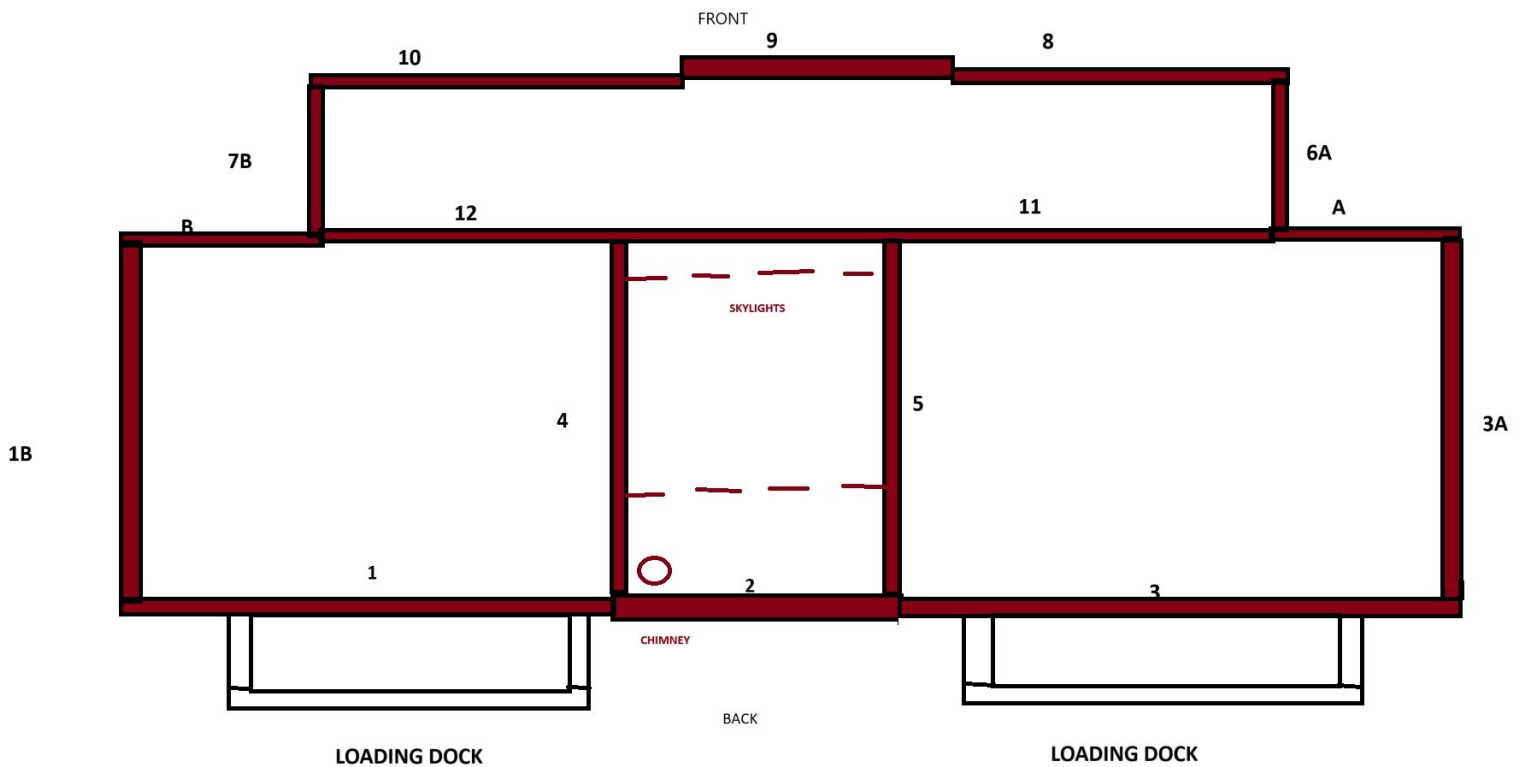 FRONT
9
8
10
7B
6A
B
12
11
A
SKYLIGHTS
4
5
1B
3A
1
2
3
CHIMNEY
BACK
LOADING DOCK
LOADING DOCK